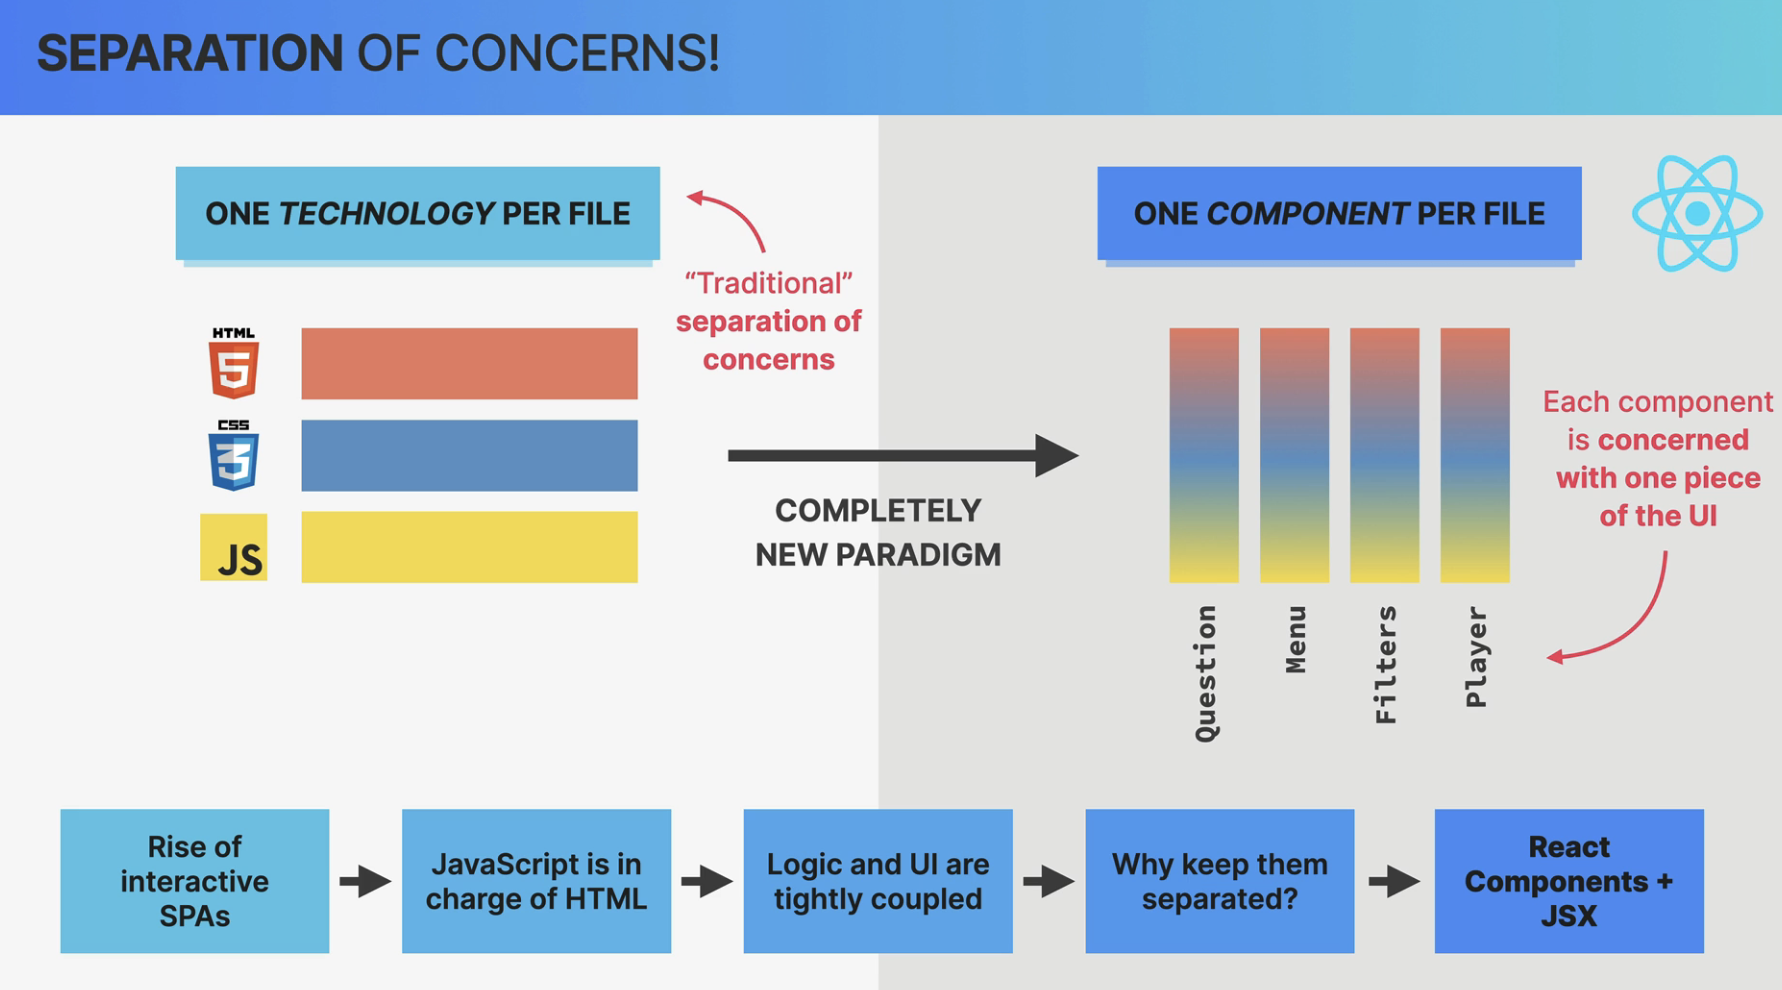 SEPARATION OF CONCERNS!
ONE TECHNOLOGY PER FILE
“Traditional”
separation of
concerns
HTML
5
CSS
3
JS
COMPLETELY
NEW PARADIGM
ONE COMPONENT PER FILE
Each component
is concerned
with one piece
of the UI
Question
Menu
Filters
Player
Rise of
interactive
SPAs
JavaScript is in
charge of HTML
Logic and UI are
tightly coupled
Why keep them
separated?
React
Components +
JSX